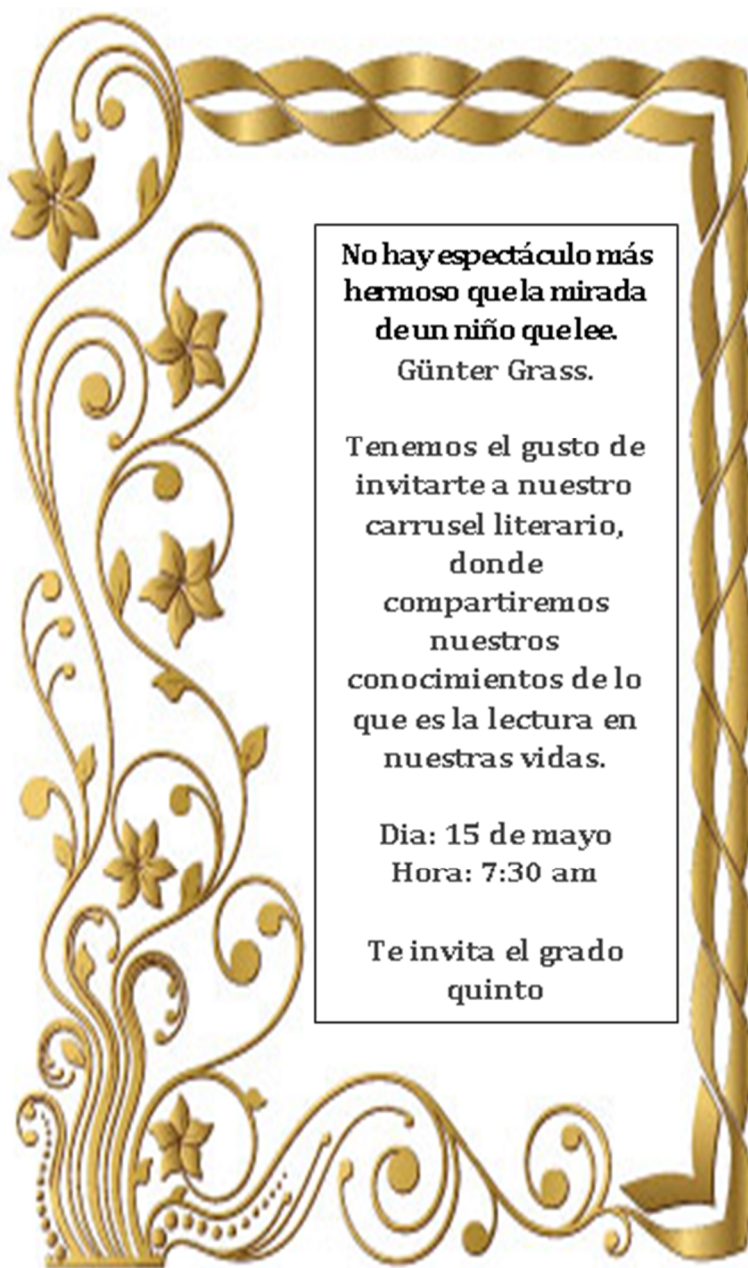 No hay espectáculo más
hermoso que la mirada
de un niño que lee.
Günter Grass.
Tenemos el gusto de
invitarte a nuestro
carrusel literario,
donde
compartiremos
nuestros
conocimientos de lo
que es la lectura en
nuestras vidas.
Dia: 15 de mayo
Hora: 7:30 am
Te invita el grado
quinto